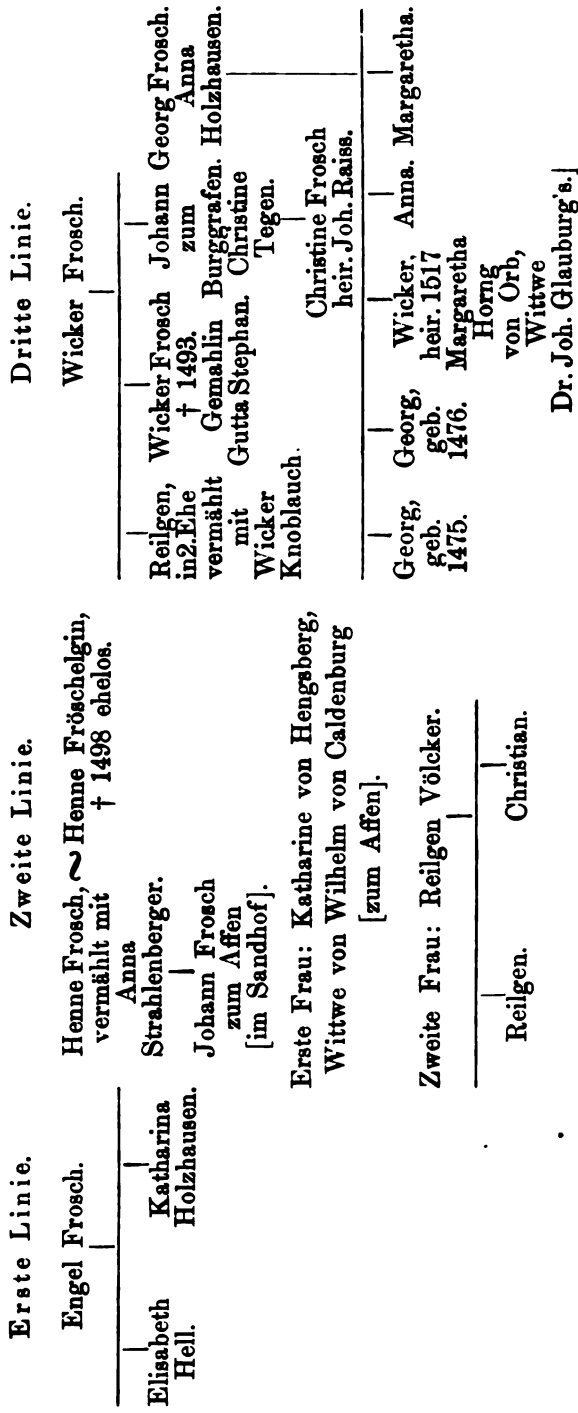 Erste Linie.
Engel Frosch.
Elisabeth
Hell.
Katharina
Holzhausen.
Zweite Linie.
Henne Frosch, ~ Henne Fröschelgin,
vermählt mit
† 1498 ehelos.
Anna
Strahlenberger.
Johann Frosch
zum Affen
[im Sandhof].
Erste Frau: Katharine von Hengsberg,
Wittwe von Wilhelm von Caldenburg
[zum Affen].
Zweite Frau: Reilgen Völcker.
Reilgen.
Christian.
Dritte Linie.
Wicker Frosch.
Reilgen,
in2.Ehe
vermählt
mit
Wicker
Knoblauch.
Wicker Frosch
† 1493.
Gemahlin
Gutta Stephan.
Johann
zum
Burggrafen.
Christine
Tegen.
Georg Frosch.
Anna
Holzhausen.
Christine Frosch
heir. Joh. Raiss.
Georg,
geb.
1475.
Georg,
geb.
1476.
Wicker,
heir. 1517
Margaretha
Horng
von Orb,
Wittwe
Dr. Joh. Glauburg's.]
Anna.
Margaretha.